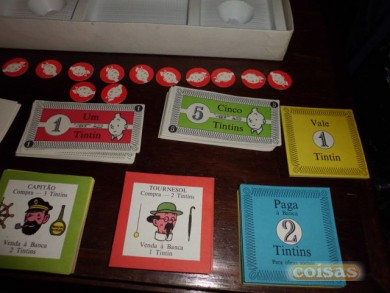 1
Um
Tintin
1
5
Cinco
Tintins
5
Vale
1
Tintin
CAPITÃO
Compra — 3 Tintins
Venda à Banca
2 Tintins
TOURNESOL
Compra — 2 Tintins
Venda à Banca
1 Tintin
Paga
à Banca
2
Tintins
coisas